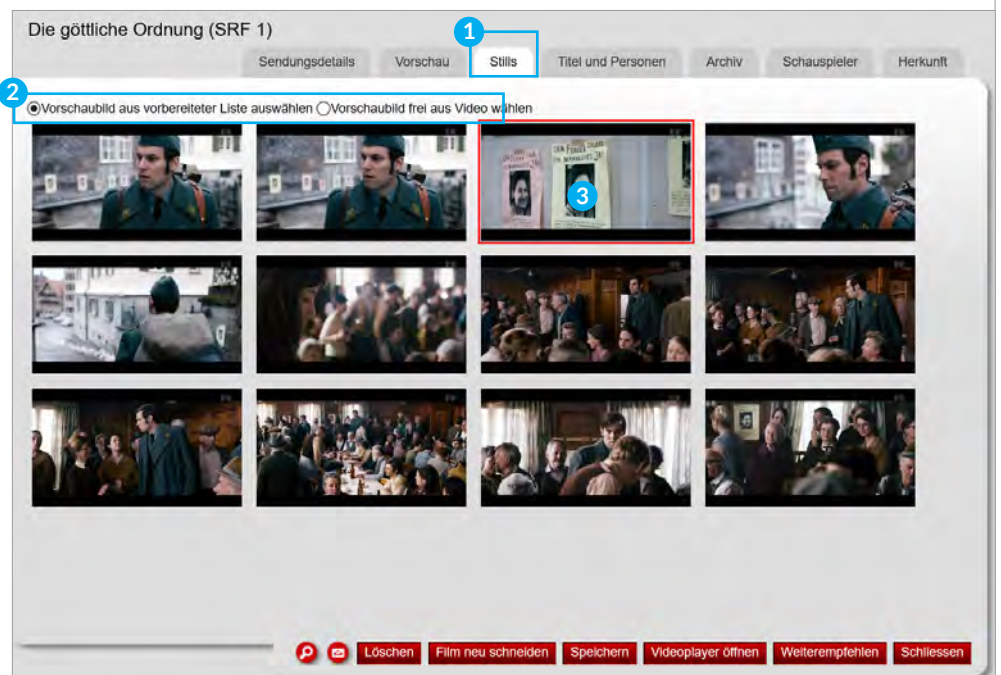 Die göttliche Ordnung (SRF 1)
1
Sendungsdetails Vorschau Stills Titel und Personen Archiv Schauspieler Herkunft
2
Vorschaubild aus vorbereiteter Liste auswählen Vorschaubild frei aus Video wählen
3
Löschen Film neu schneiden Speichern Videoplayer öffnen Weiterempfehlen Schliessen